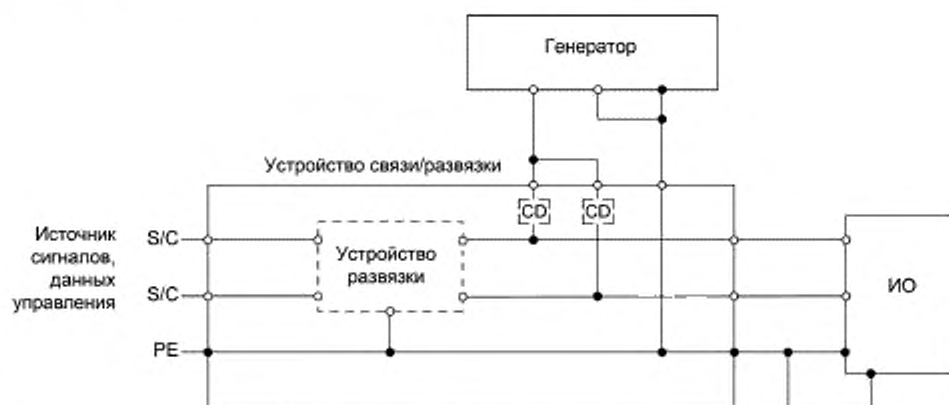 Генератор
Устройство связи/развязки
CD
CD
Источник
сигналов,
данных
управления
S/C
S/C
Устройство
развязки
ИО
PE